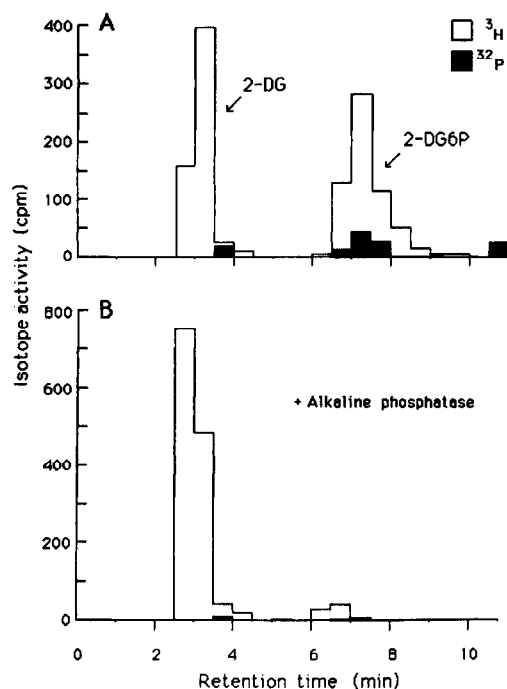 A
³H
³²P
2-DG
2-DG6P
400
300
200
100
0
Isotope activity (cpm)
B
+ Alkaline phosphatase
800
600
400
200
0
0 2 4 6 8 10
Retention time (min)